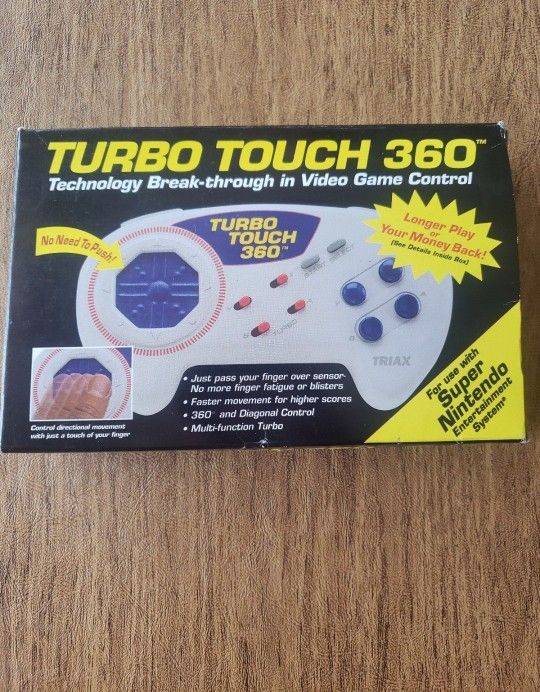 TURBO TOUCH 360™
Technology Break-through in Video Game Control
No Need To Push!
TURBO
TOUCH
360™
Longer Play
or
Your Money Back!
(See Details Inside Box)
START SELECT
TURBO
TRIAX
• Just pass your finger over sensor-
No more finger fatigue or blisters
• Faster movement for higher scores
• 360° and Diagonal Control
• Multi-function Turbo
Control directional movement
with just a touch of your finger
For use with
Super
Nintendo
Entertainment
System®